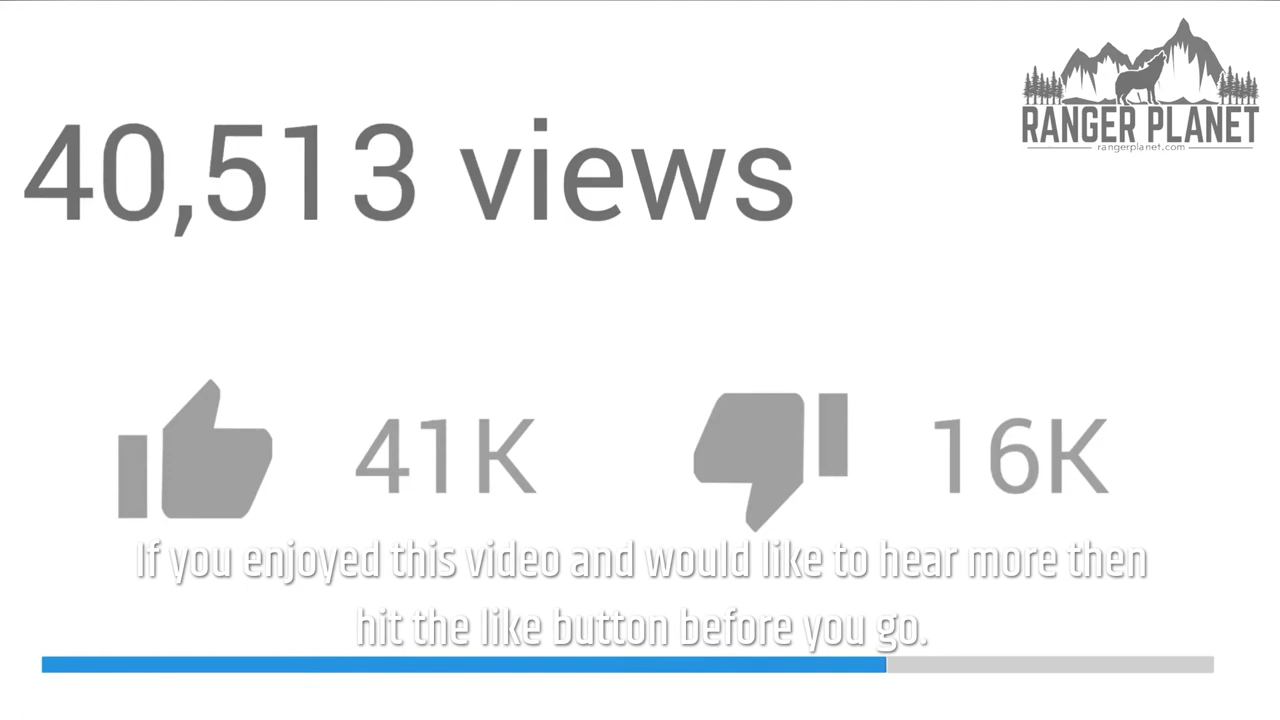 RANGER PLANET
rangerplanet.com
40,513 views
41K
16K
If you enjoyed this video and would like to hear more then
hit the like button before you go.